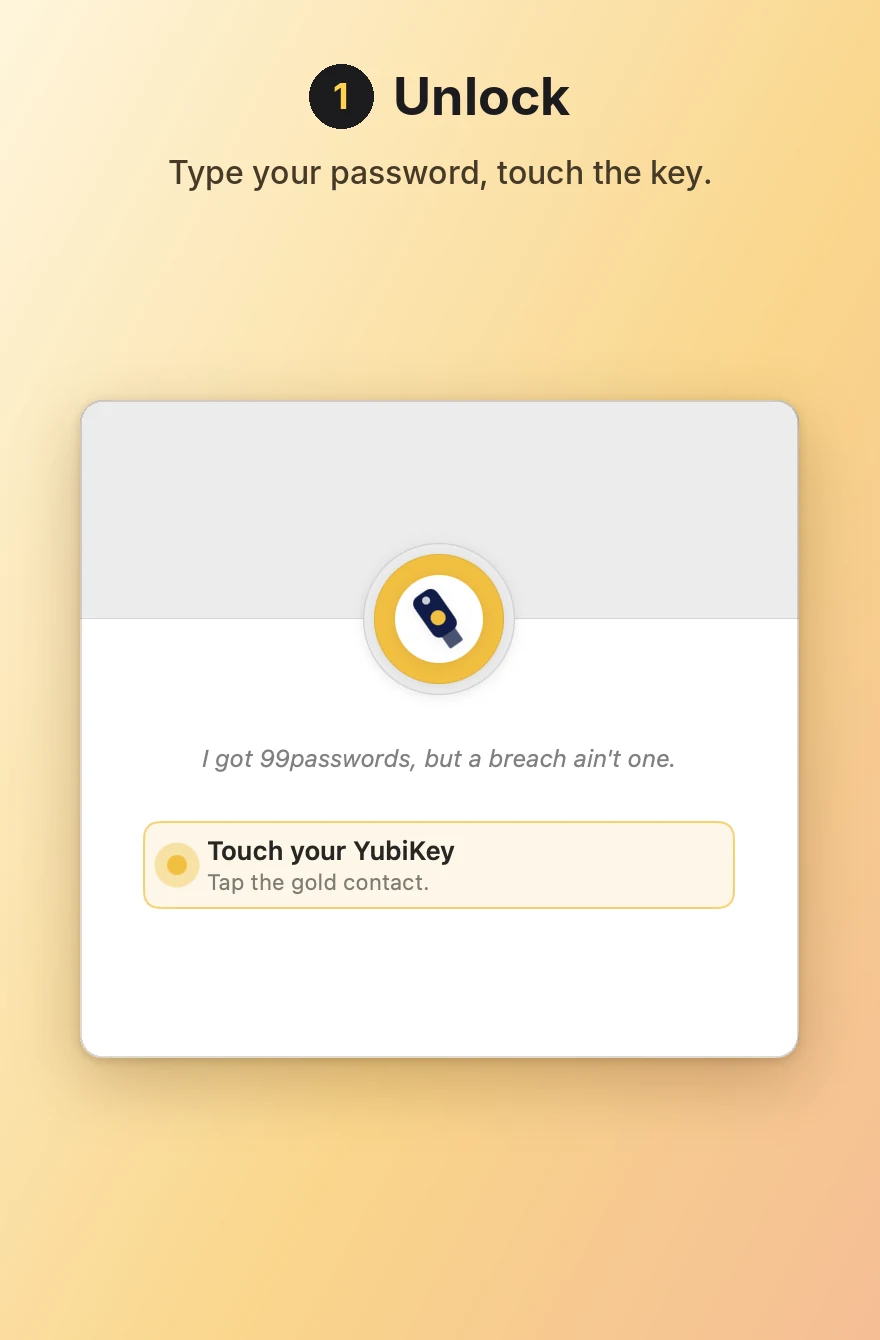 1 Unlock
Type your password, touch the key.
I got 99passwords, but a breach ain't one.
Touch your YubiKey
Tap the gold contact.